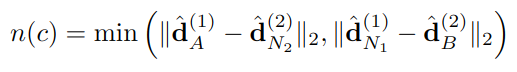 n(c) = min ( ‖d̂_A^(1) − d̂_{N_2}^(2)‖_2, ‖d̂_{N_1}^(1) − d̂_B^(2)‖_2 )